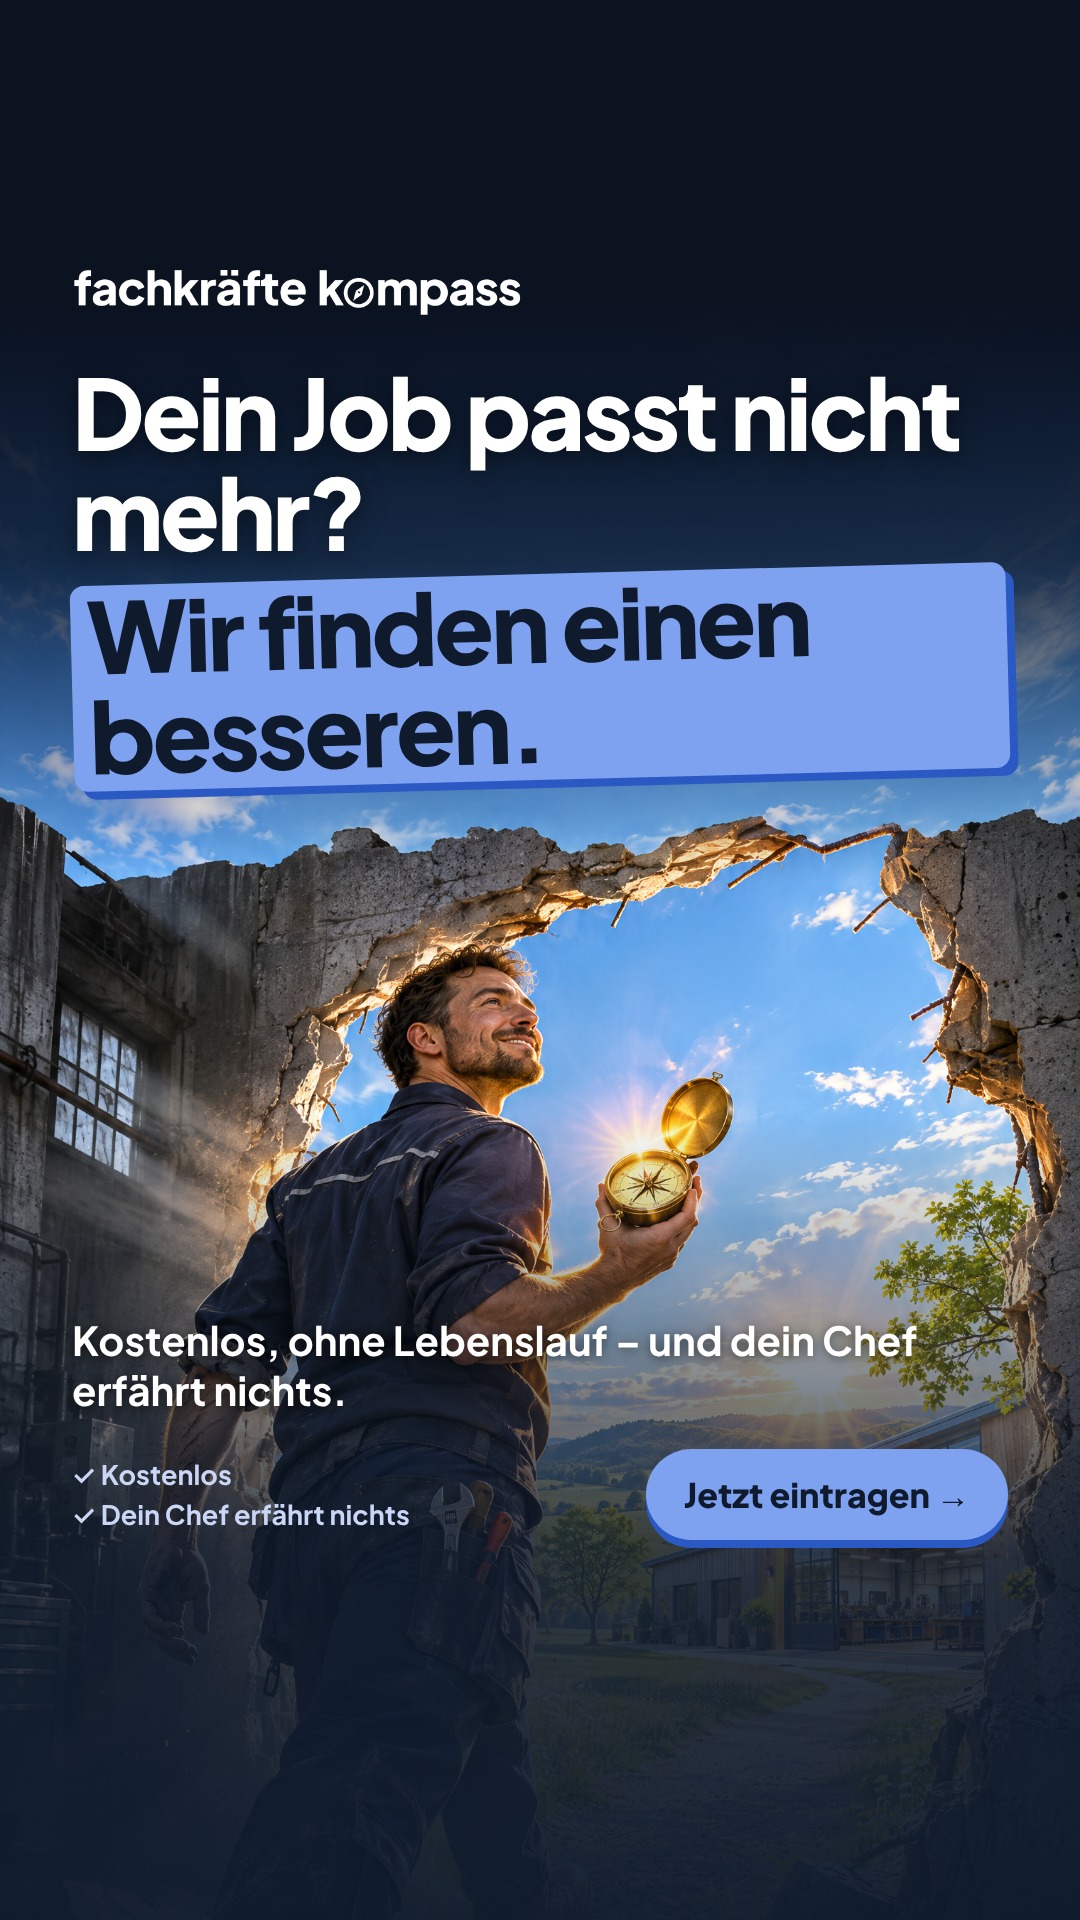 fachkräfte kompass
Dein Job passt nicht
mehr?
Wir finden einen
besseren.
Kostenlos, ohne Lebenslauf – und dein Chef
erfährt nichts.
✓ Kostenlos
✓ Dein Chef erfährt nichts
Jetzt eintragen →